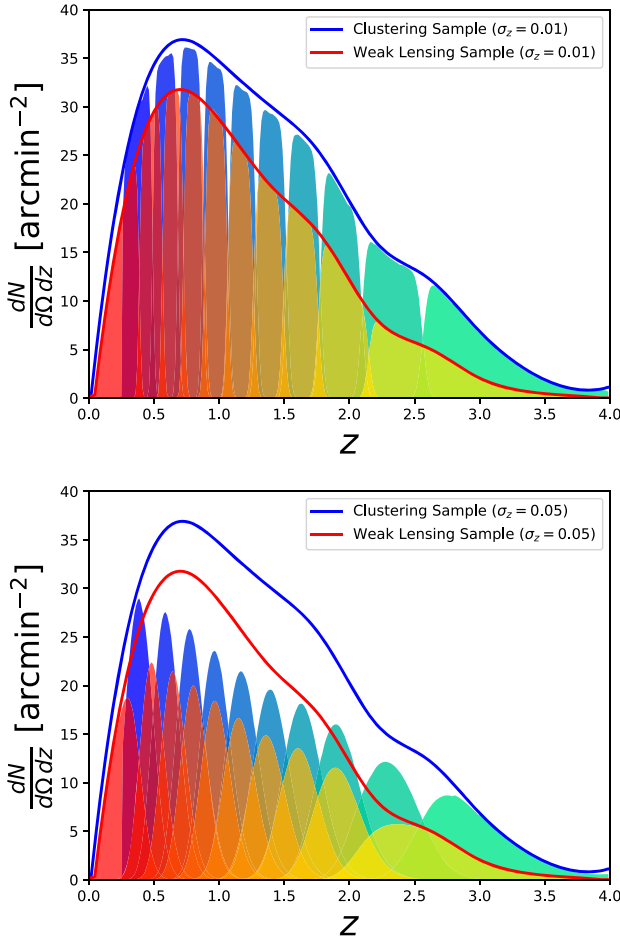 Clustering Sample (σz = 0.01)
Weak Lensing Sample (σz = 0.01)
dN/dΩ dz [arcmin−2]
40
35
30
25
20
15
10
5
0
0.0 0.5 1.0 1.5 2.0 2.5 3.0 3.5 4.0
z
Clustering Sample (σz = 0.05)
Weak Lensing Sample (σz = 0.05)
dN/dΩ dz [arcmin−2]
40
35
30
25
20
15
10
5
0
0.0 0.5 1.0 1.5 2.0 2.5 3.0 3.5 4.0
z